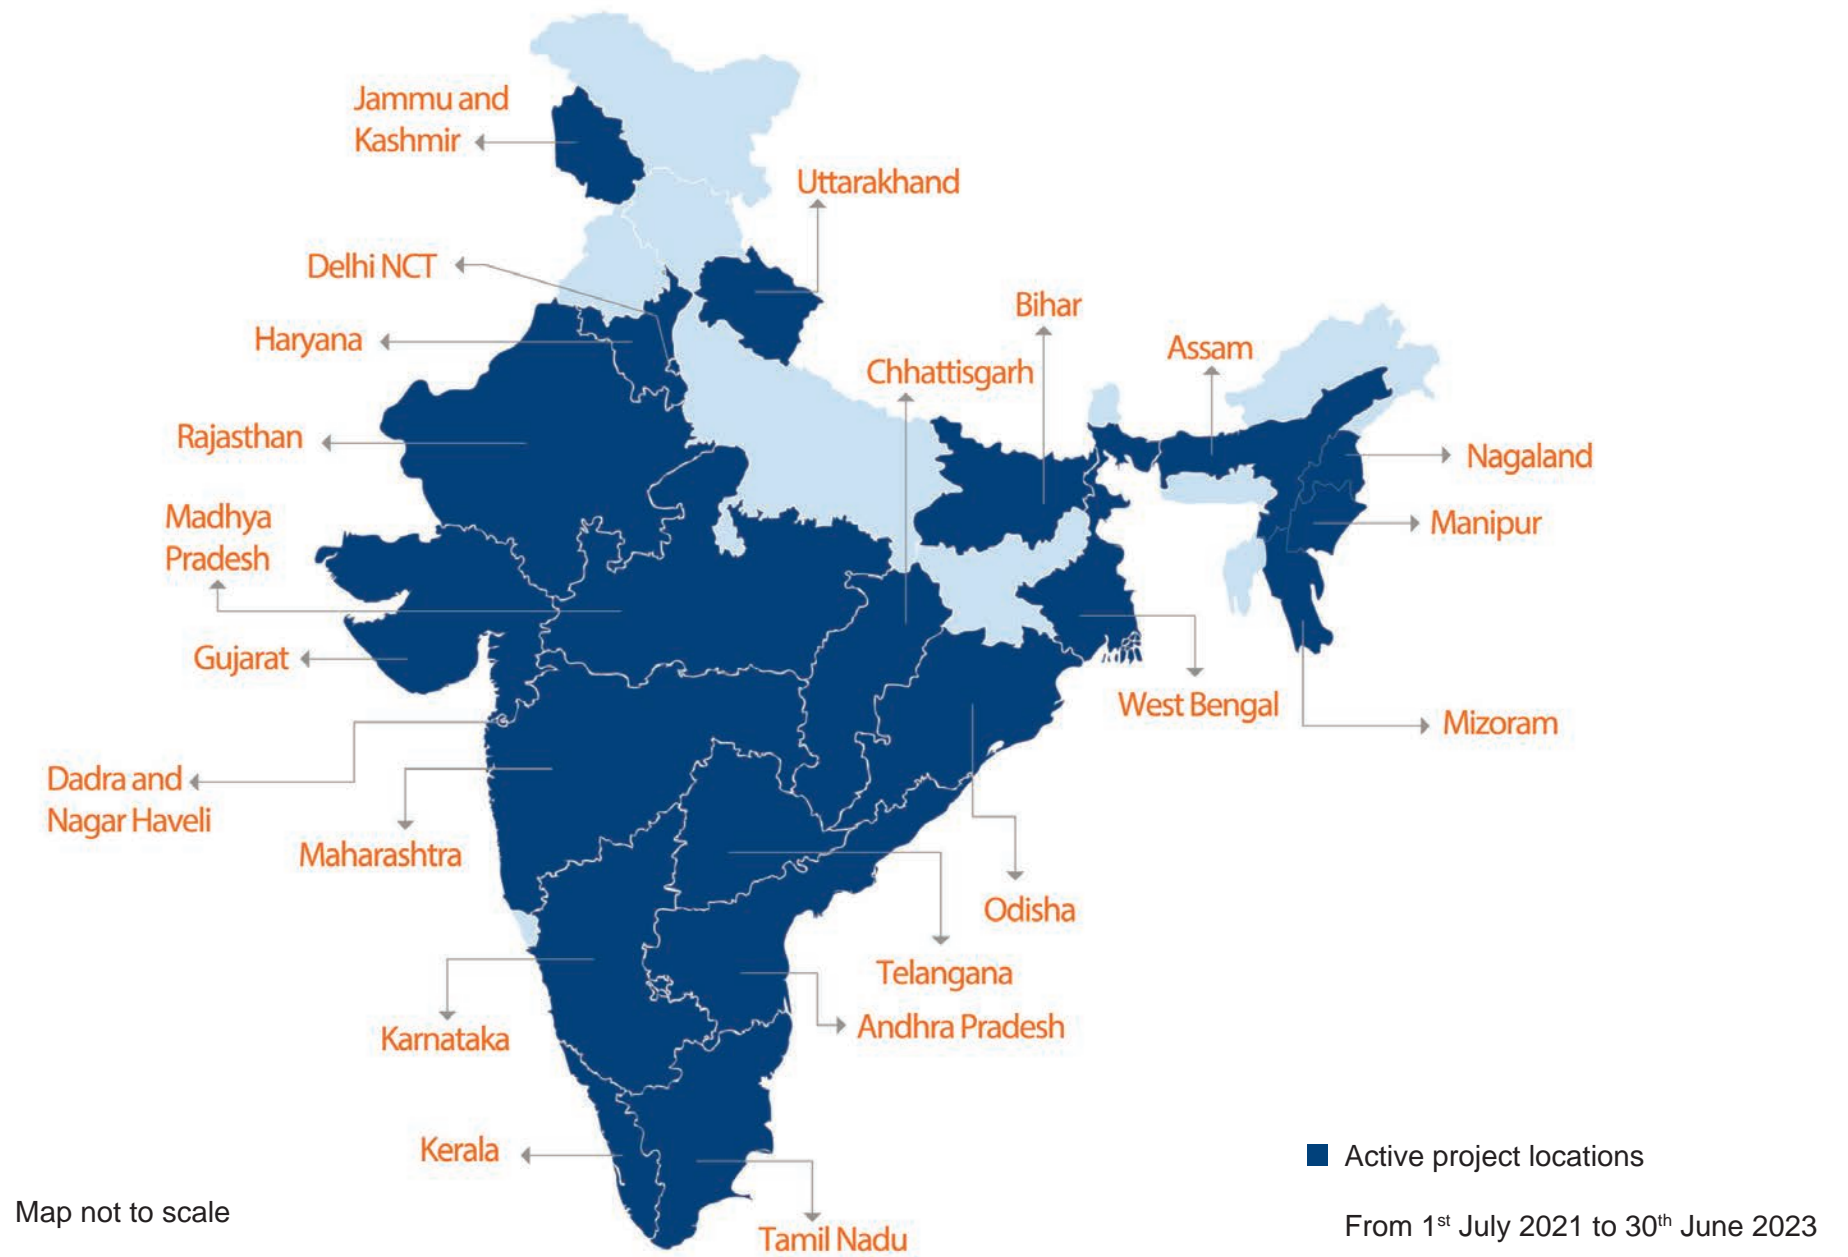 Jammu and
Kashmir
Uttarakhand
Delhi NCT
Bihar
Haryana
Assam
Chhattisgarh
Rajasthan
Nagaland
Madhya
Pradesh
Manipur
Gujarat
West Bengal
Mizoram
Dadra and
Nagar Haveli
Maharashtra
Odisha
Telangana
Andhra Pradesh
Karnataka
Kerala
Active project locations
Map not to scale
From 1st July 2021 to 30th June 2023
Tamil Nadu